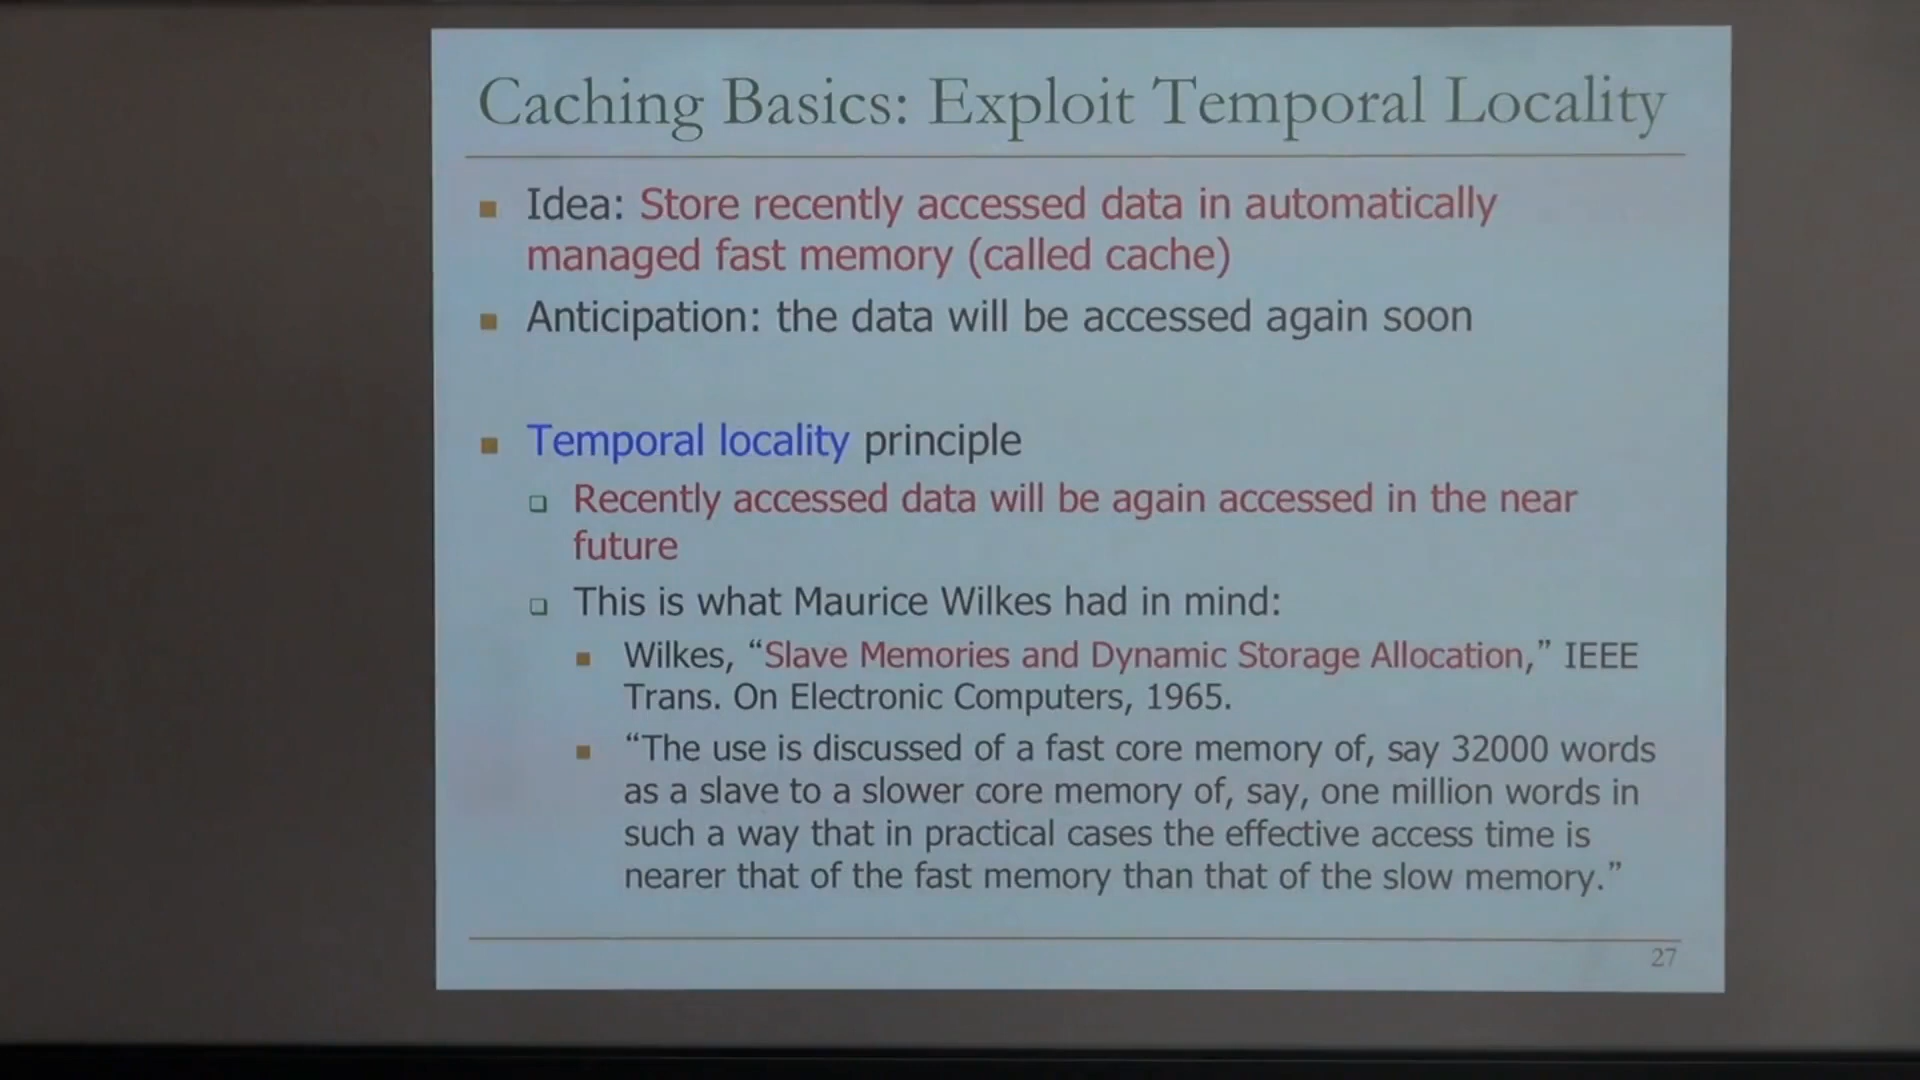 Caching Basics: Exploit Temporal Locality
Idea: Store recently accessed data in automatically
managed fast memory (called cache)
Anticipation: the data will be accessed again soon
Temporal locality principle
Recently accessed data will be again accessed in the near
future
This is what Maurice Wilkes had in mind:
Wilkes, “Slave Memories and Dynamic Storage Allocation,” IEEE
Trans. On Electronic Computers, 1965.
“The use is discussed of a fast core memory of, say 32000 words
as a slave to a slower core memory of, say, one million words in
such a way that in practical cases the effective access time is
nearer that of the fast memory than that of the slow memory.”
27